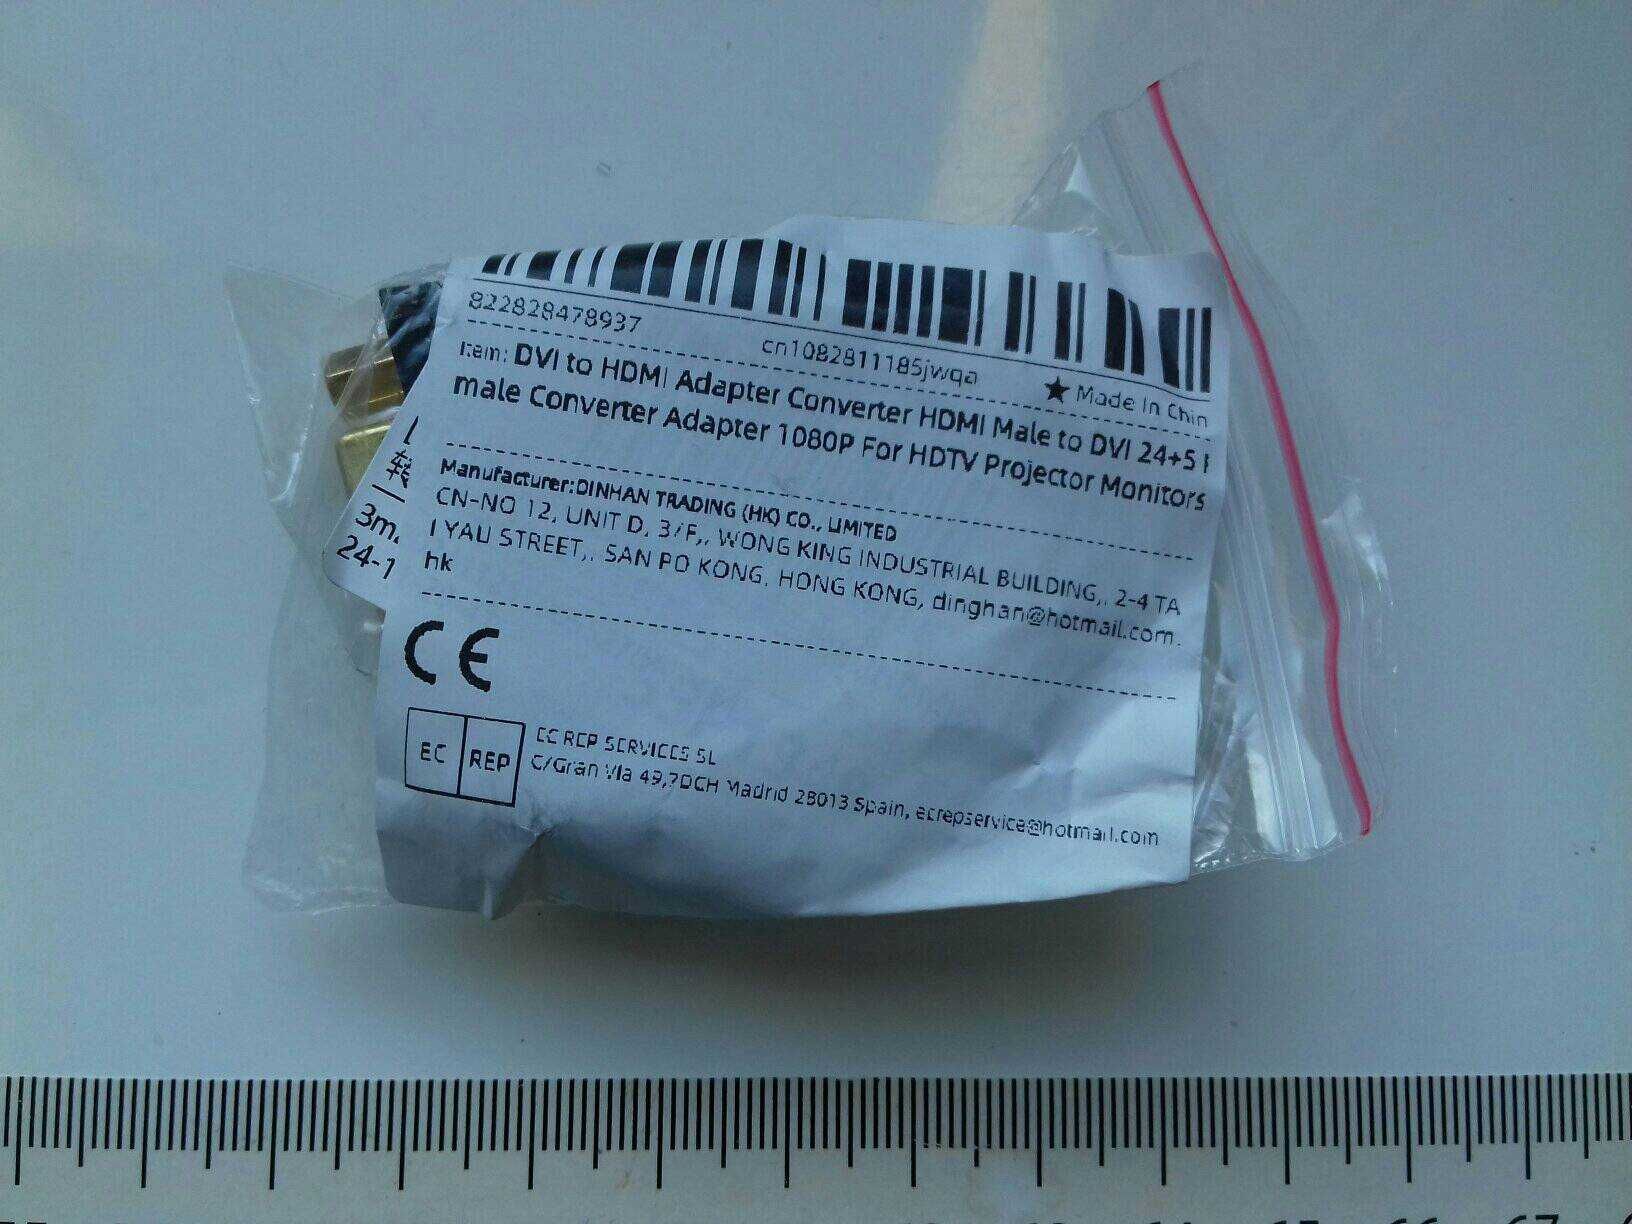 822828478937
cn1082811185jwqa
★ Made In Chin
Item: DVI to HDMI Adapter Converter HDMI Male to DVI 24+5 
male Converter Adapter 1080P For HDTV Projector Monitors
Manufacturer:DINHAN TRADING (HK) CO., LIMITED
CN-NO 12, UNIT D, 3/F,, WONG KING INDUSTRIAL BUILDING,, 2-4 TA
I YAU STREET,, SAN PO KONG, HONG KONG, dinghan@hotmail.com.
hk
CE
EC REP
EC REP SERVICES SL
C/Gran Vla 49,7DCH Madrid 28013 Spain, ecrepservice@hotmail.com
3m,
24-1